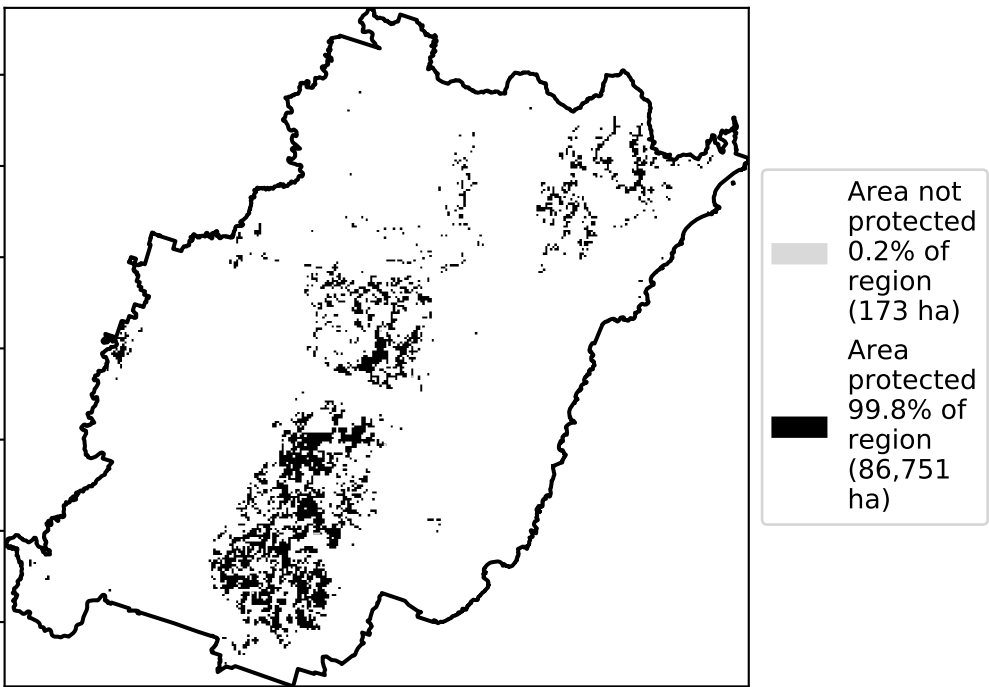 Area not
protected
0.2% of
region
(173 ha)
Area
protected
99.8% of
region
(86,751
ha)